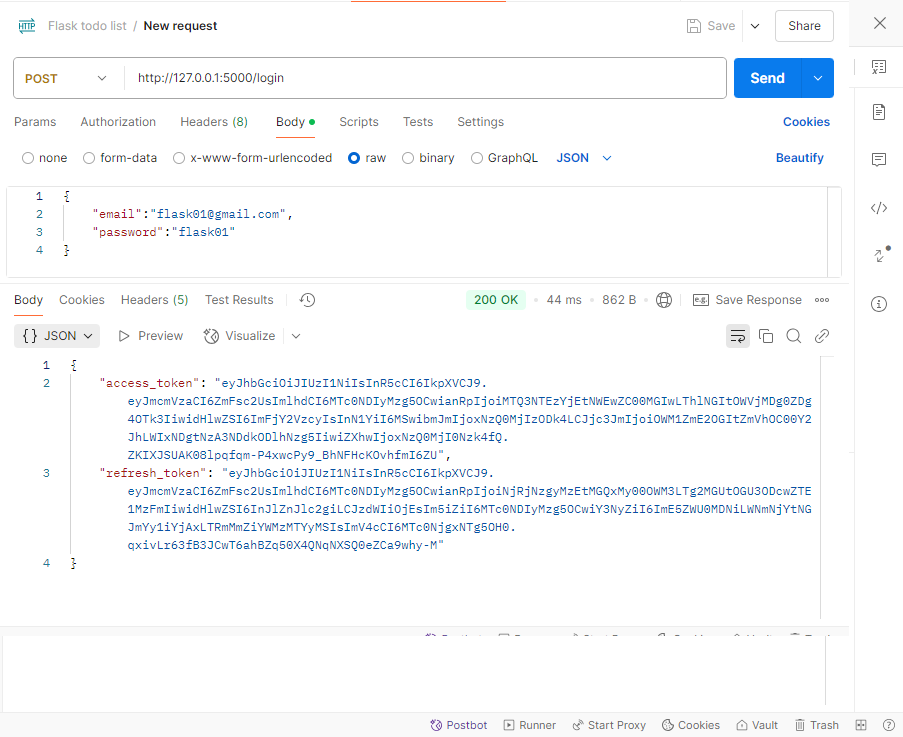 HTTP Flask todo list / New request Save Share
POST http://127.0.0.1:5000/login Send
Params Authorization Headers (8) Body Scripts Tests Settings Cookies
none form-data x-www-form-urlencoded raw binary GraphQL JSON Beautify
1 {
2 "email":"flask01@gmail.com",
3 "password":"flask01"
4 }
Body Cookies Headers (5) Test Results 200 OK 44 ms 862 B e.g. Save Response
{} JSON Preview Visualize
1 {
2 "access_token": "eyJhbGciOiJIUzI1NiIsInR5cCI6IkpXVCJ9.
eyJmcmVzaCI6ZmFsc2UsImlhdCI6MTc0NDIyMzg5OCwianRpIjoiMTQ3NTEzYjEtNWEwZC00MGIwLThlNGItOWVjMDg0ZDg
4OTk3IiwidHlwZSI6ImFjY2VzcyIsInN1YiI6MSwibmJmIjoxNzQ0MjIzODk4LCJjc3JmIjoiOWM1ZmE2OGItZmVhOC00Y2
JhLWIxNDgtNzA3NDdkODlhNzg5IiwiZXhwIjoxNzQ0MjI0Nzk4fQ.
ZKIXJSUAK08lpqfqm-P4xwcPy9_BhNFHcKOvhfmI6ZU",
3 "refresh_token": "eyJhbGciOiJIUzI1NiIsInR5cCI6IkpXVCJ9.
eyJmcmVzaCI6ZmFsc2UsImlhdCI6MTc0NDIyMzg5OCwianRpIjoiNjRjNzgyMzEtMGQxMy00OWM3LTg2MGUtOGU3ODcwZTE
1MzFmIiwidHlwZSI6InJlZnJlc2giLCJzdWIiOjEsIm5iZiI6MTc0NDIyMzg5OCwiY3NyZiI6ImE5ZWU0MDNiLWNmNjYtNG
JmYy1iYjAxLTRmMmZiYWMzMTYyMSIsImV4cCI6MTc0NjgxNTg5OH0.
qxivLr63fB3JCwT6ahBZq50X4QNqNXSQ0eZCa9why-M"
4 }
Postbot Runner Start Proxy Cookies Vault Trash